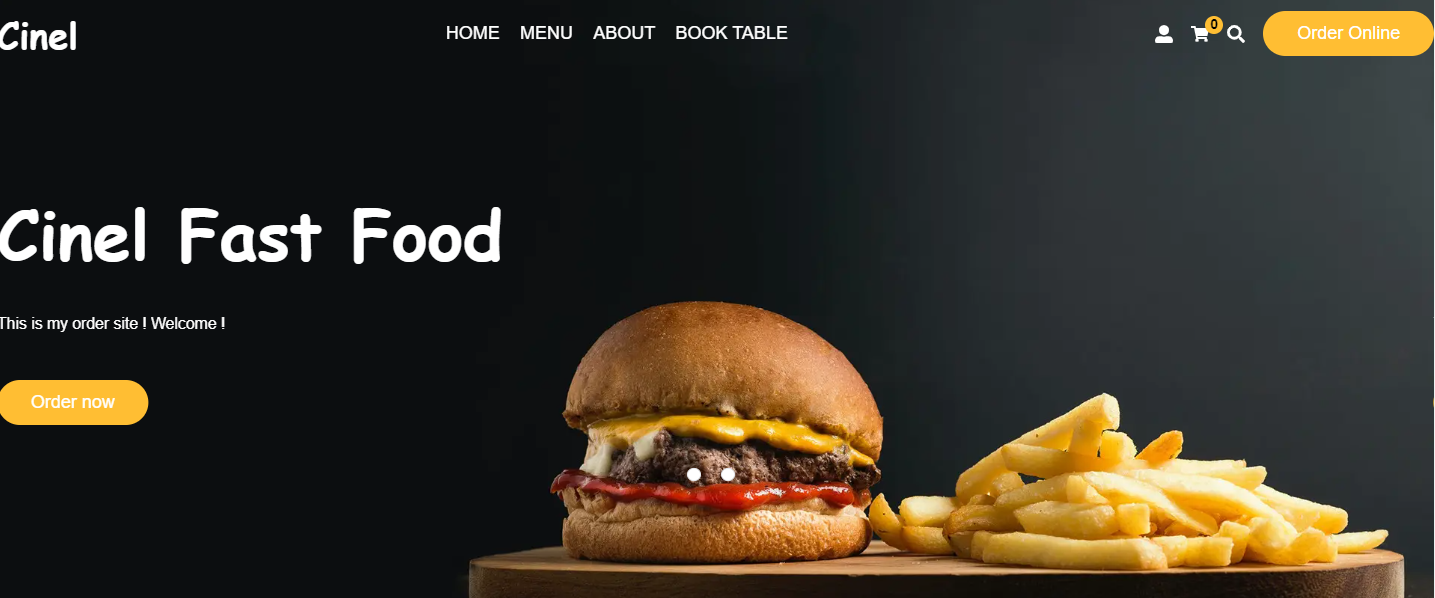 Cinel
HOME MENU ABOUT BOOK TABLE
0
Order Online
Cinel Fast Food
This is my order site ! Welcome !
Order now